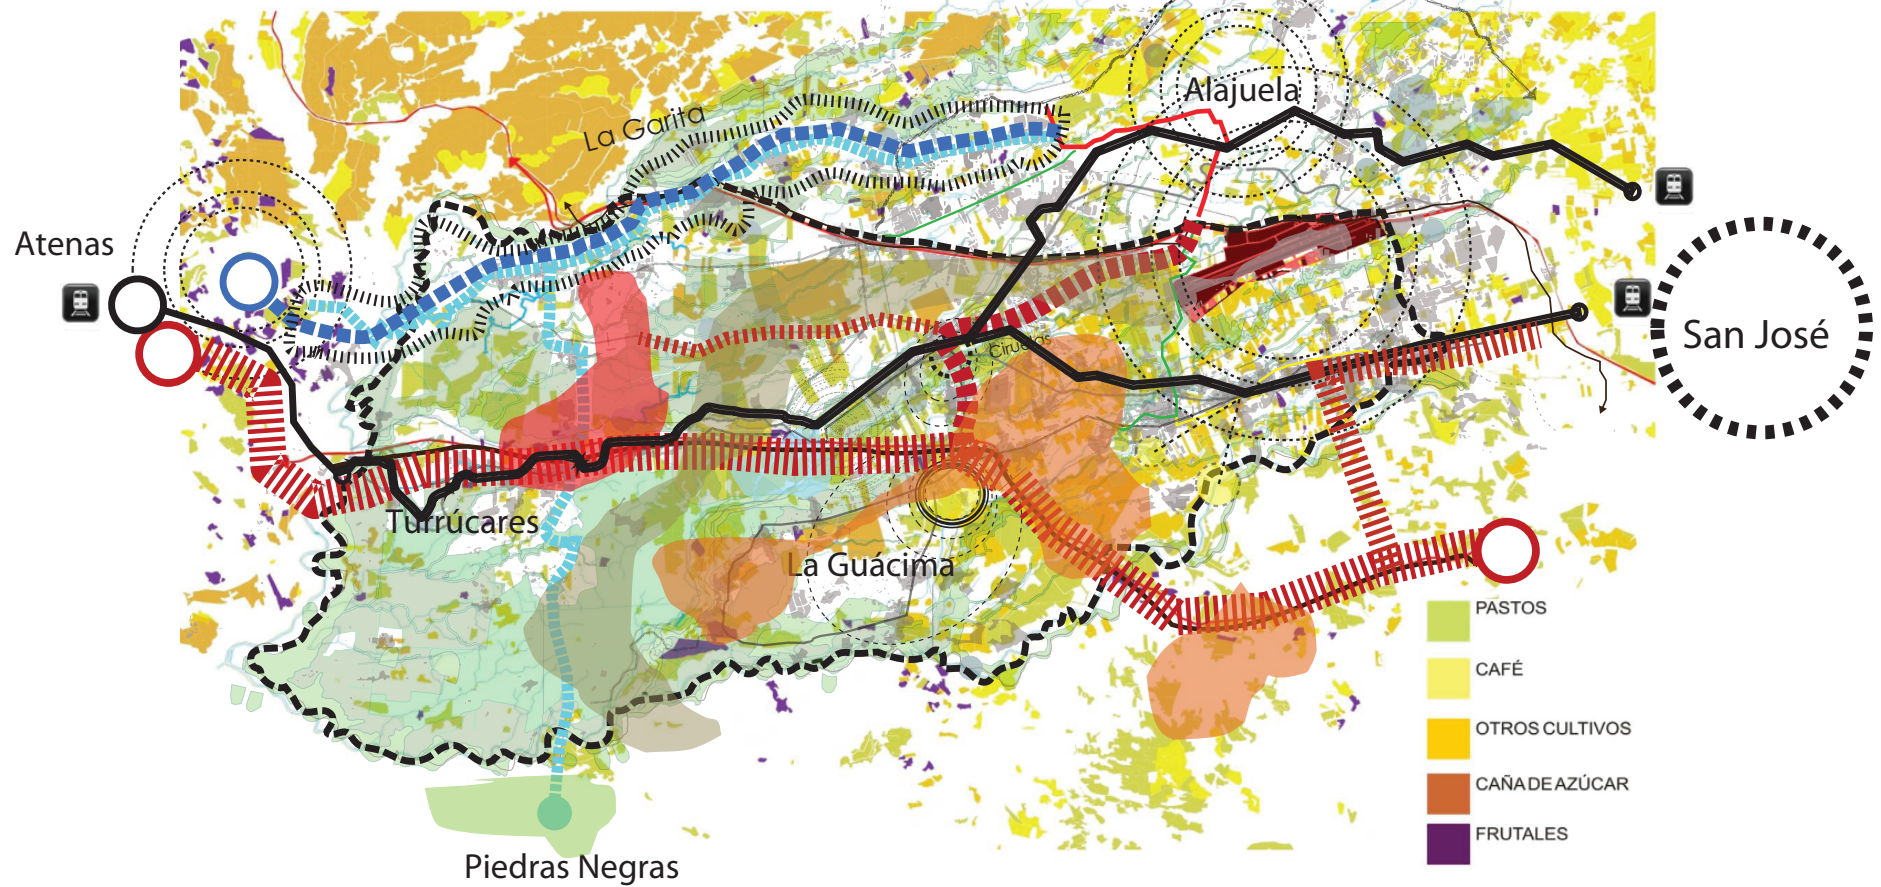 Alajuela
La Garita
Atenas
San José
Ciruelas
Turrúcares
La Guácima
PASTOS
CAFÉ
OTROS CULTIVOS
CAÑA DE AZÚCAR
FRUTALES
Piedras Negras